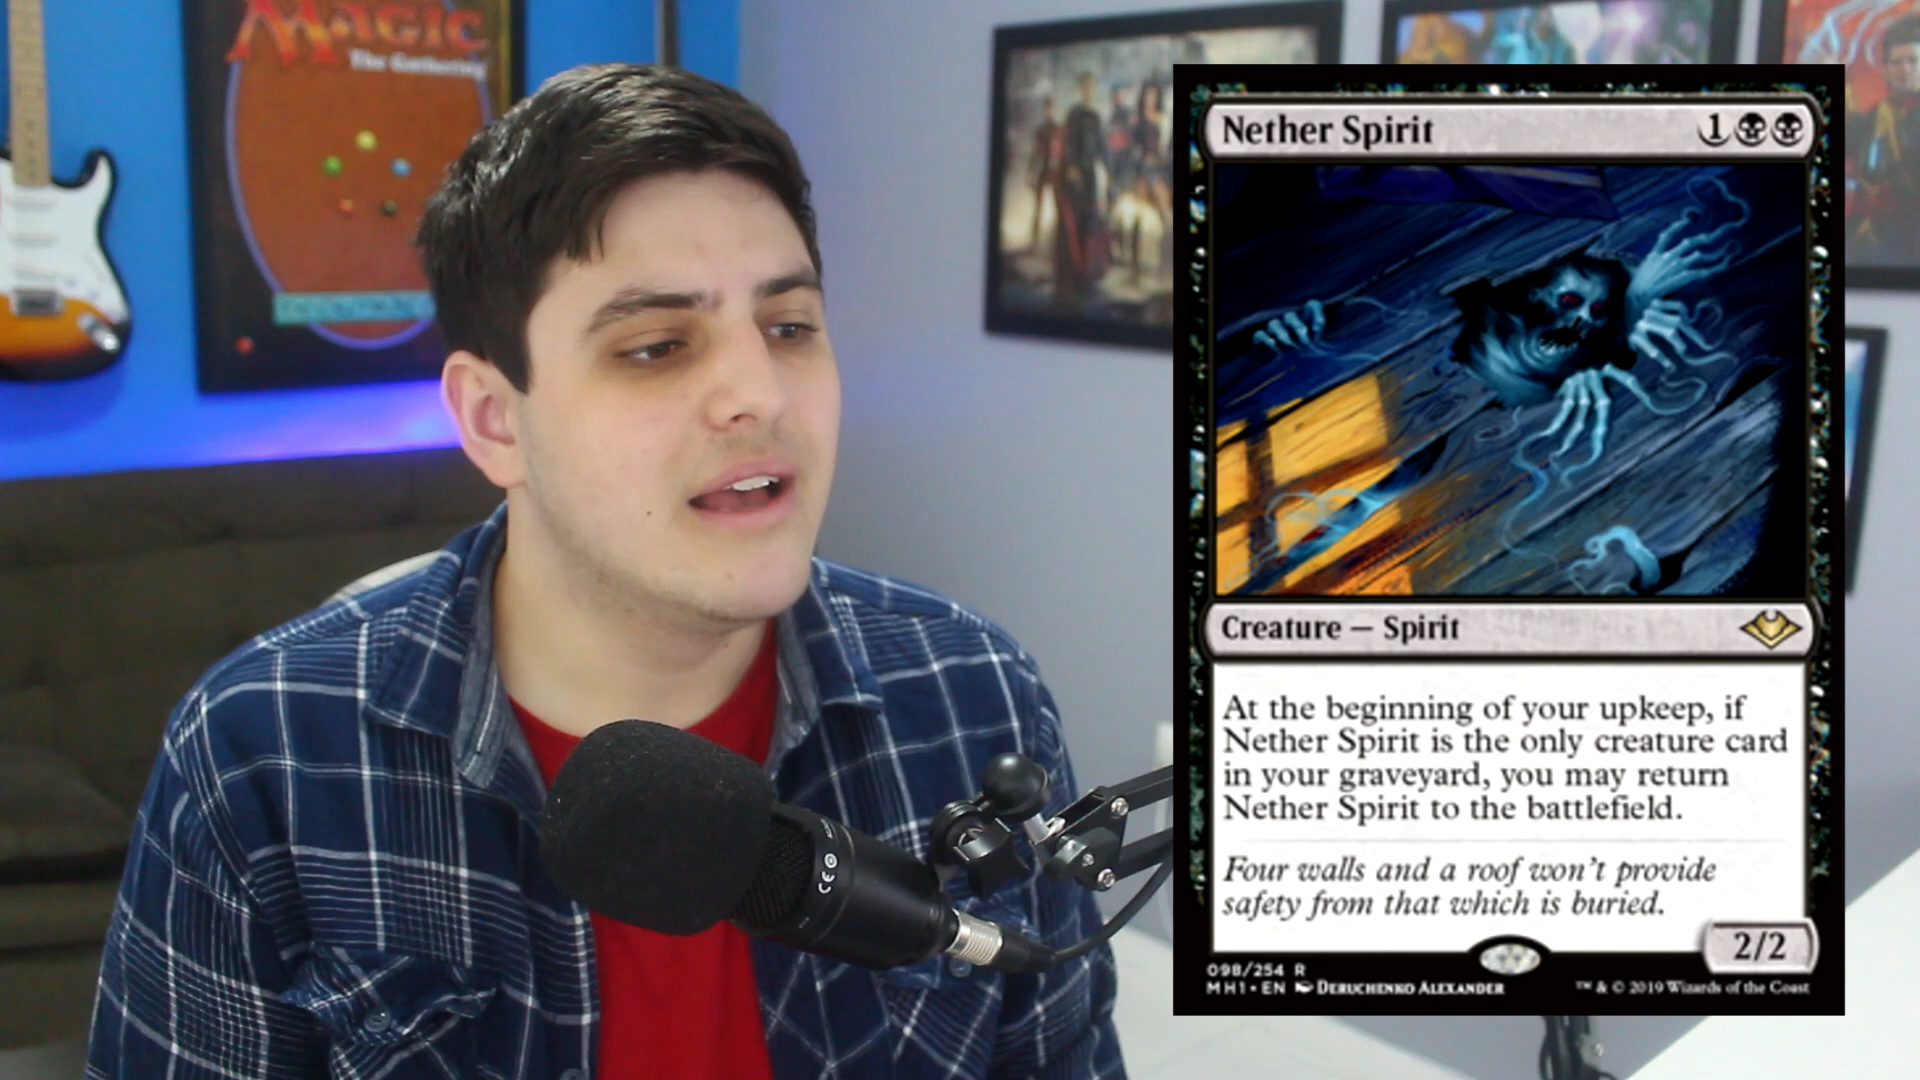 MAGIC
The Gathering
Nether Spirit 1
Creature — Spirit
At the beginning of your upkeep, if
Nether Spirit is the only creature card
in your graveyard, you may return
Nether Spirit to the battlefield.
Four walls and a roof won't provide
safety from that which is buried.
2/2
098/254 R
MH1 • EN DERUCHENKO ALEXANDER
™ & © 2019 Wizards of the Coast
CE